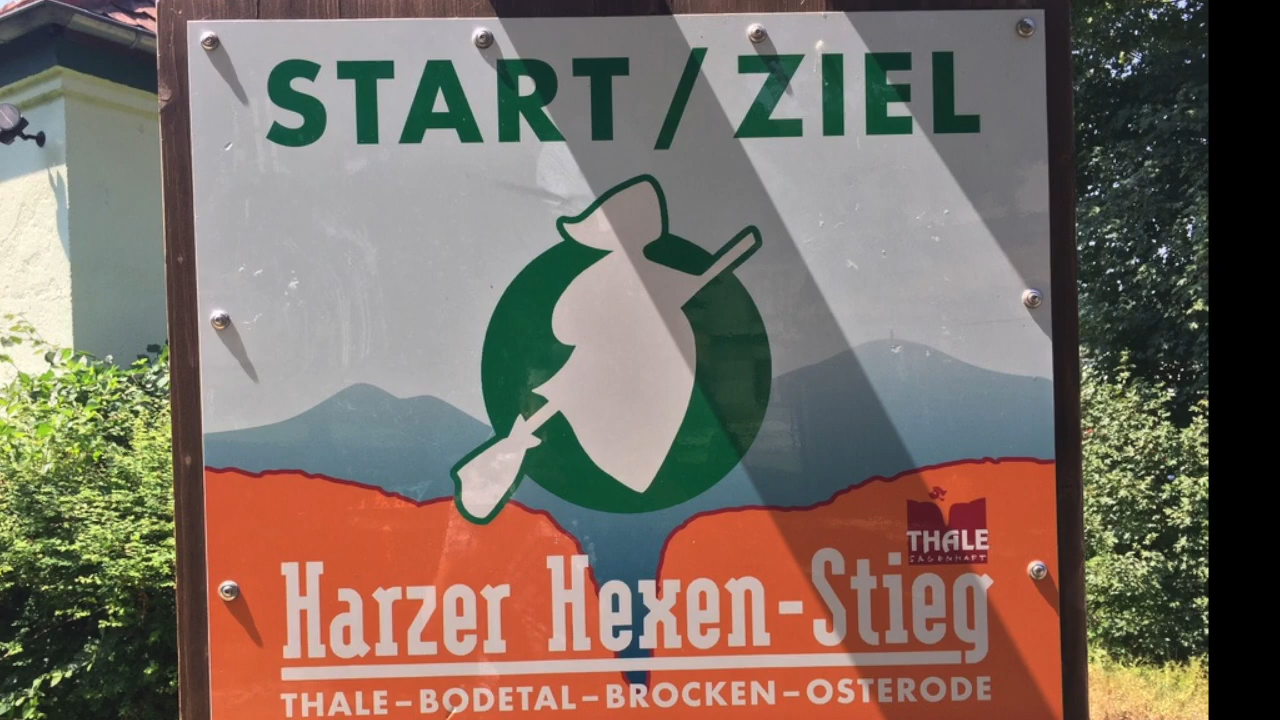 START / ZIEL
THALE
SAGENHAFT
Harzer Hexen-Stieg
THALE – BODETAL – BROCKEN – OSTERODE